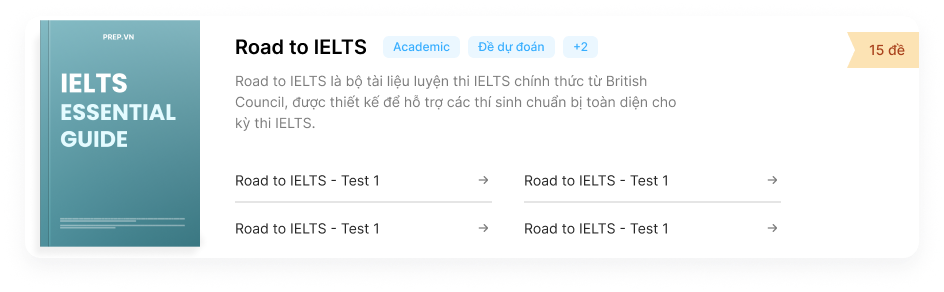 PREP.VN
IELTS
ESSENTIAL
GUIDE
Road to IELTS
Academic
Đề dự đoán
+2
15 đề
Road to IELTS là bộ tài liệu luyện thi IELTS chính thức từ British
Council, được thiết kế để hỗ trợ các thí sinh chuẩn bị toàn diện cho
kỳ thi IELTS.
Road to IELTS - Test 1
Road to IELTS - Test 1
Road to IELTS - Test 1
Road to IELTS - Test 1